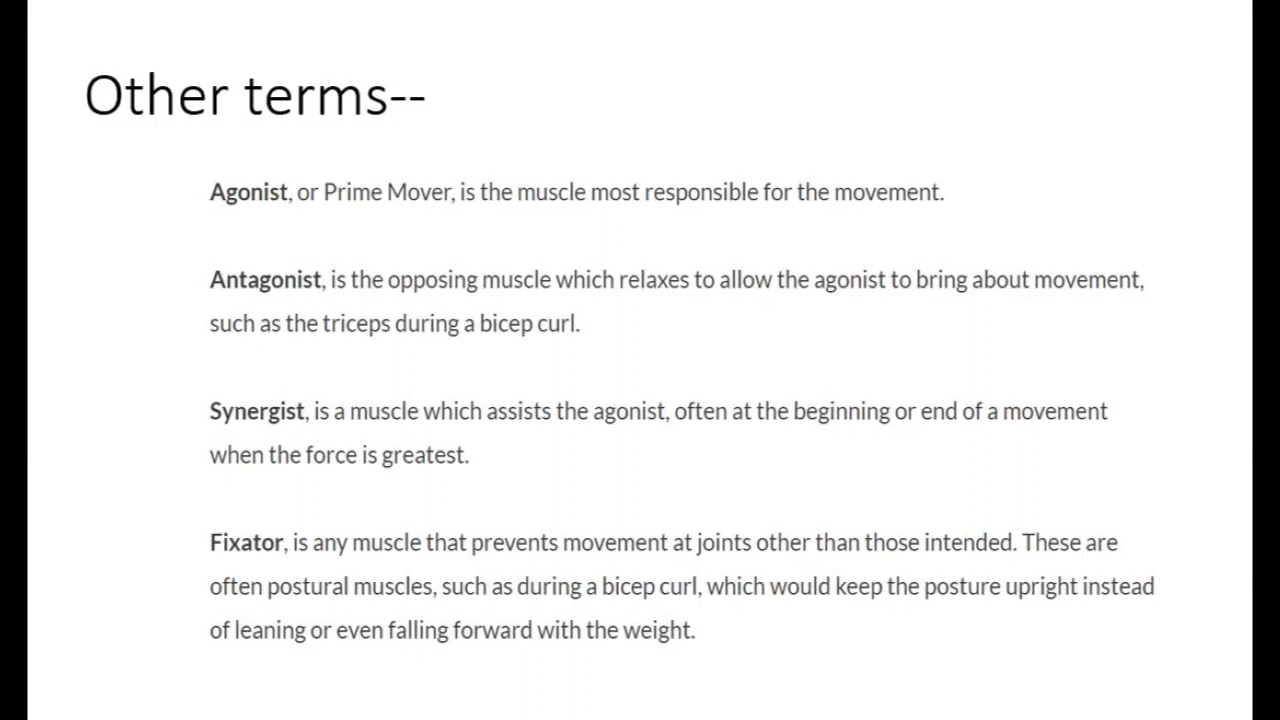 Other terms--
Agonist, or Prime Mover, is the muscle most responsible for the movement.
Antagonist, is the opposing muscle which relaxes to allow the agonist to bring about movement,
such as the triceps during a bicep curl.
Synergist, is a muscle which assists the agonist, often at the beginning or end of a movement
when the force is greatest.
Fixator, is any muscle that prevents movement at joints other than those intended. These are
often postural muscles, such as during a bicep curl, which would keep the posture upright instead
of leaning or even falling forward with the weight.